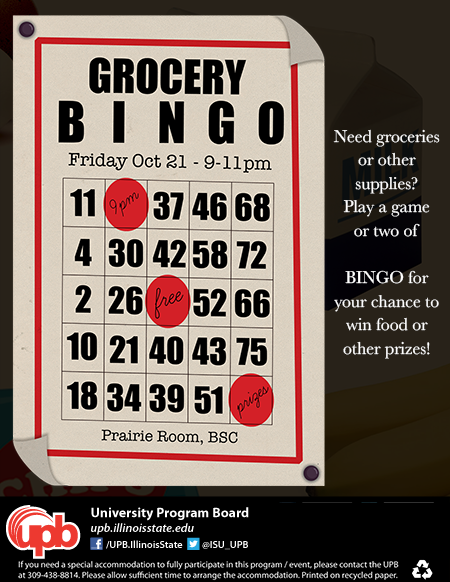 GROCERY
BINGO
Friday Oct 21 - 9-11pm
11 9pm 37 46 68
4 30 42 58 72
2 26 free 52 66
10 21 40 43 75
18 34 39 51 prizes
Prairie Room, BSC
Need groceries
or other
supplies?
Play a game
or two of
BINGO for
your chance to
win food or
other prizes!
upb
University Program Board
upb.illinoisstate.edu
/UPB.IllinoisState @ISU_UPB
If you need a special accommodation to fully participate in this program / event, please contact the UPB
at 309-438-8814. Please allow sufficient time to arrange the accommodation. Printed on recycled paper.